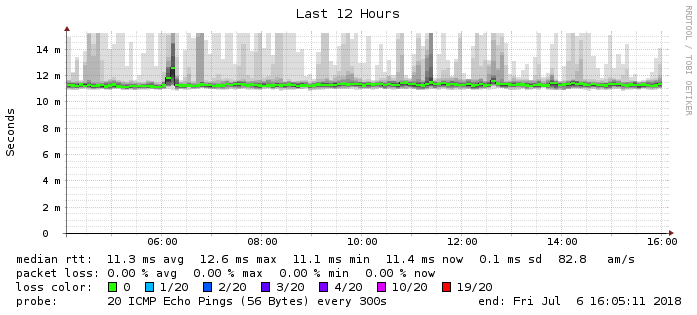 Last 12 Hours
RRDTOOL / TOBI OETIKER
Seconds
14 m
12 m
10 m
8 m
6 m
4 m
2 m
0
06:00 08:00 10:00 12:00 14:00 16:00
median rtt: 11.3 ms avg 12.6 ms max 11.1 ms min 11.4 ms now 0.1 ms sd 82.8 am/s
packet loss: 0.00 % avg 0.00 % max 0.00 % min 0.00 % now
loss color: 0 1/20 2/20 3/20 4/20 10/20 19/20
probe: 20 ICMP Echo Pings (56 Bytes) every 300s end: Fri Jul 6 16:05:11 2018